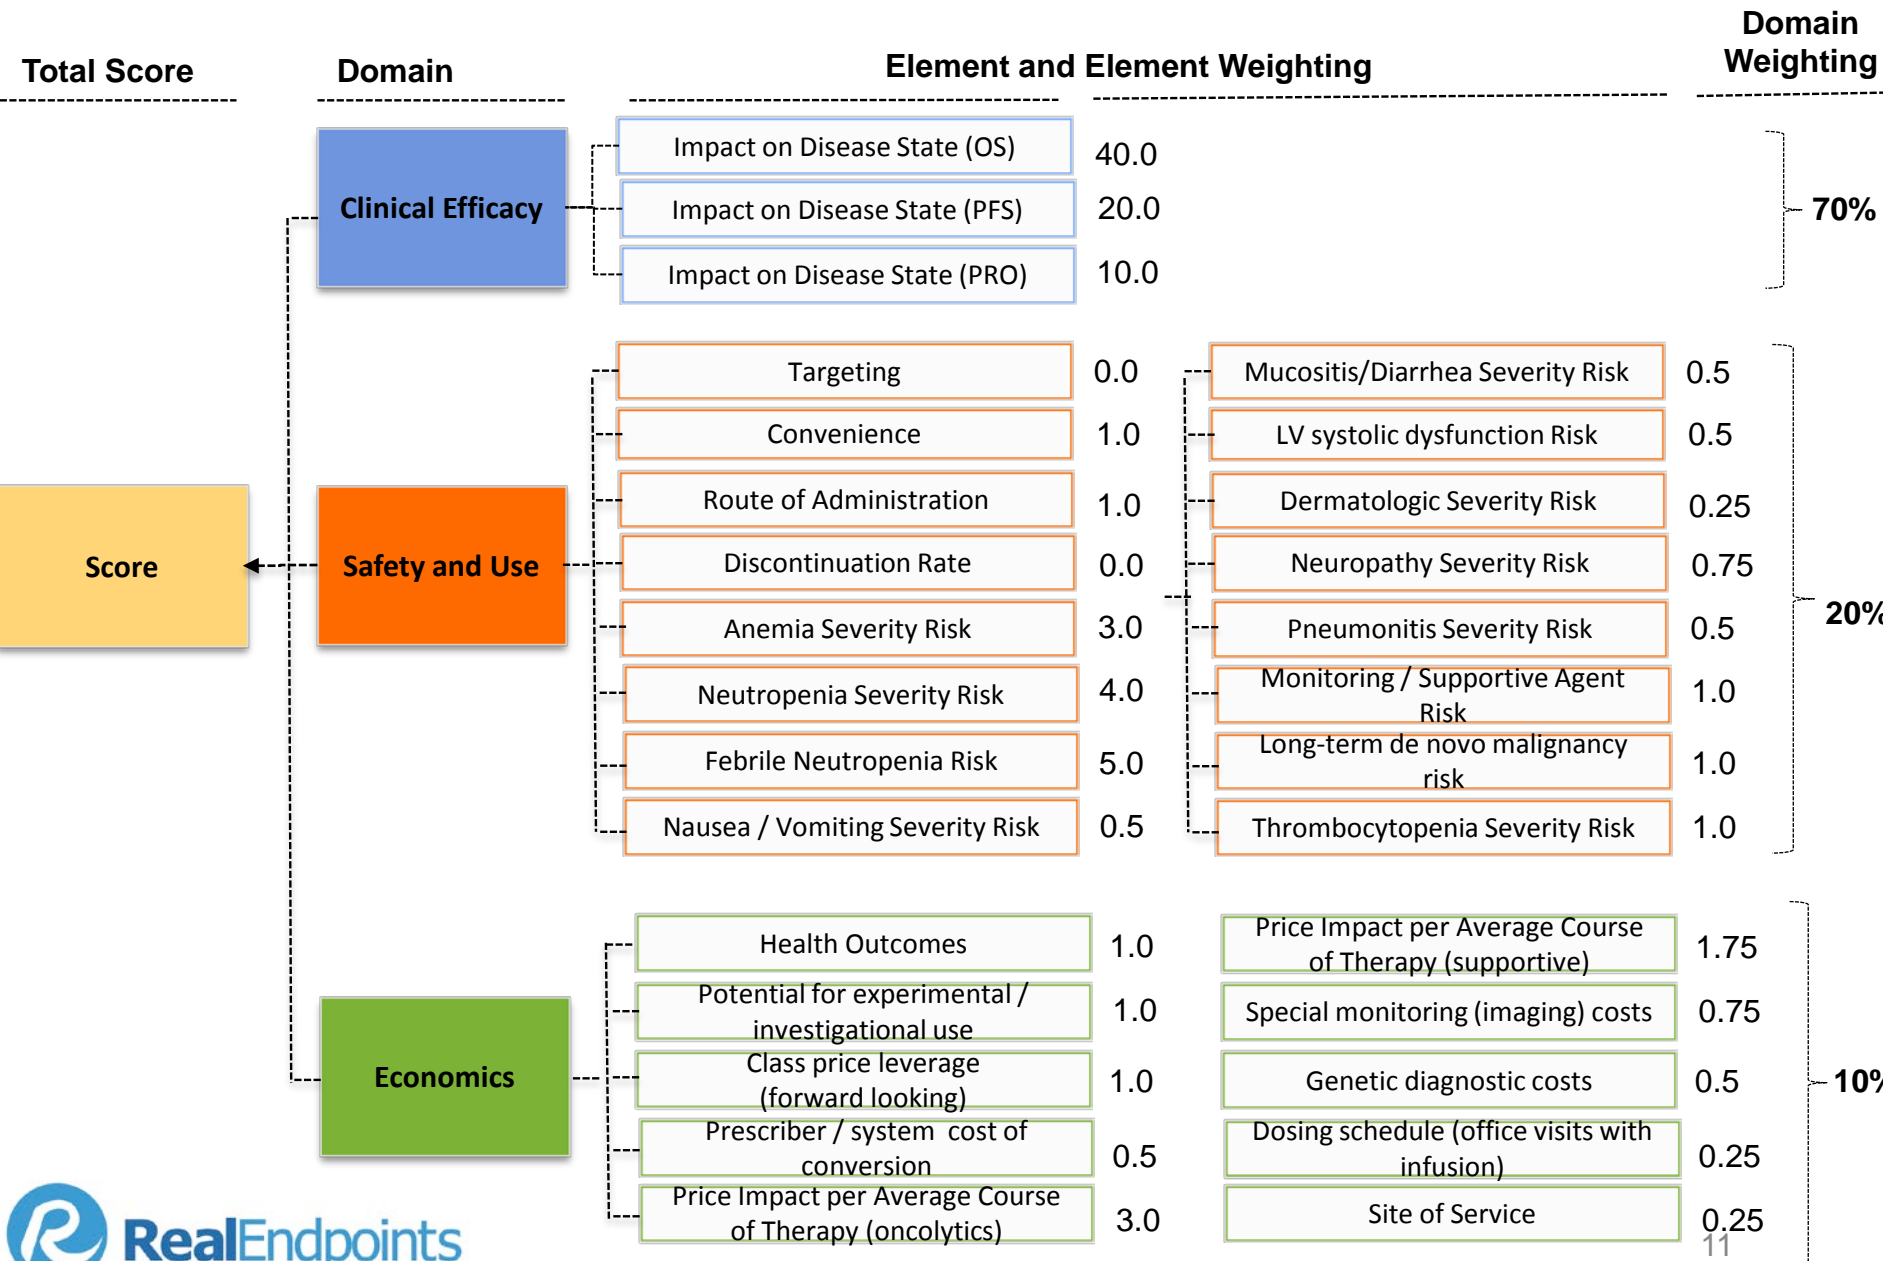 Total Score
Domain
Element and Element Weighting
Domain
Weighting
Clinical Efficacy
Impact on Disease State (OS) 40.0
Impact on Disease State (PFS) 20.0
Impact on Disease State (PRO) 10.0
70%
Score
Safety and Use
Targeting 0.0
Convenience 1.0
Route of Administration 1.0
Discontinuation Rate 0.0
Anemia Severity Risk 3.0
Neutropenia Severity Risk 4.0
Febrile Neutropenia Risk 5.0
Nausea / Vomiting Severity Risk 0.5
Mucositis/Diarrhea Severity Risk 0.5
LV systolic dysfunction Risk 0.5
Dermatologic Severity Risk 0.25
Neuropathy Severity Risk 0.75
Pneumonitis Severity Risk 0.5
Monitoring / Supportive Agent
Risk 1.0
Long-term de novo malignancy
risk 1.0
Thrombocytopenia Severity Risk 1.0
20%
Economics
Health Outcomes 1.0
Potential for experimental /
investigational use 1.0
Class price leverage
(forward looking) 1.0
Prescriber / system cost of
conversion 0.5
Price Impact per Average Course
of Therapy (oncolytics) 3.0
Price Impact per Average Course
of Therapy (supportive) 1.75
Special monitoring (imaging) costs 0.75
Genetic diagnostic costs 0.5
Dosing schedule (office visits with
infusion) 0.25
Site of Service 0.25
10%
RealEndpoints
11